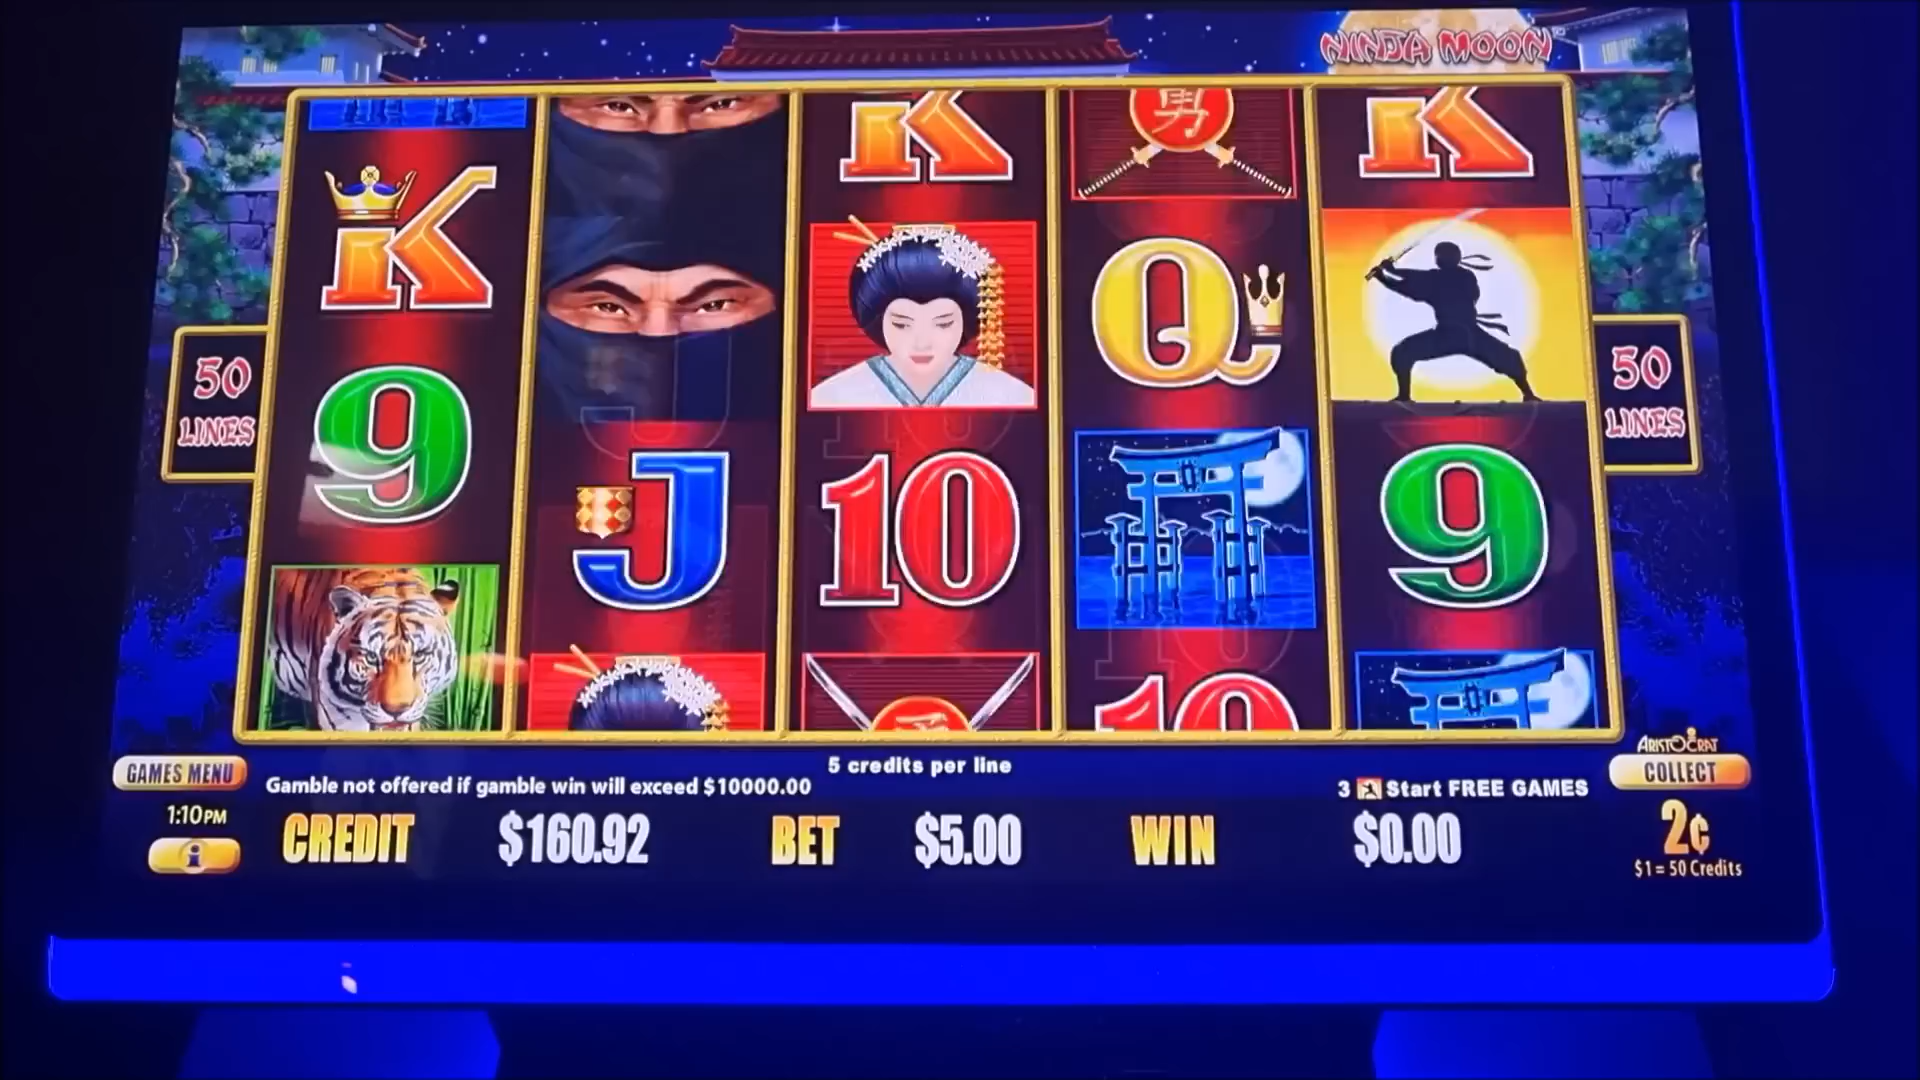 NINJA MOON
K
勇
K
K
Q
50
LINES
50
LINES
9
J
10
9
10
ARISTOCRAT
GAMES MENU
Gamble not offered if gamble win will exceed $10000.00
5 credits per line
3 Start FREE GAMES
COLLECT
1:10PM
i
CREDIT $160.92 BET $5.00 WIN $0.00
2¢
$1 = 50 Credits